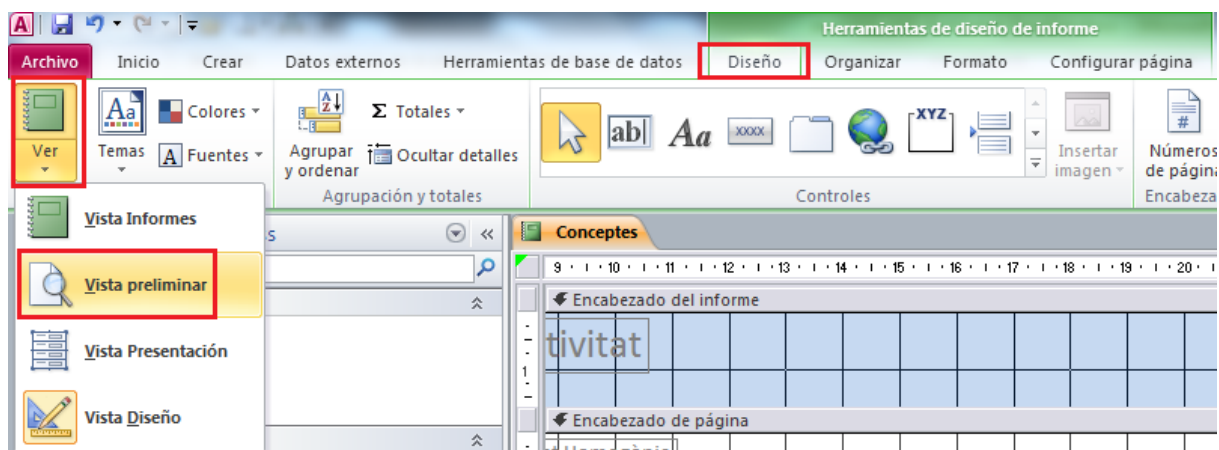 Herramientas de diseño de informe
Archivo Inicio Crear Datos externos Herramientas de base de datos Diseño Organizar Formato Configurar página
Ver
Temas
Colores
Fuentes
Agrupar
y ordenar
Totales
Ocultar detalles
Agrupación y totales
ab|
Aa
XXXX
XYZ
Controles
Insertar
imagen
Números
de página
Encabeza
Vista Informes
Vista preliminar
Vista Presentación
Vista Diseño
s
Conceptes
9 10 11 12 13 14 15 16 17 18 19 20
Encabezado del informe
tivitat
1
Encabezado de página